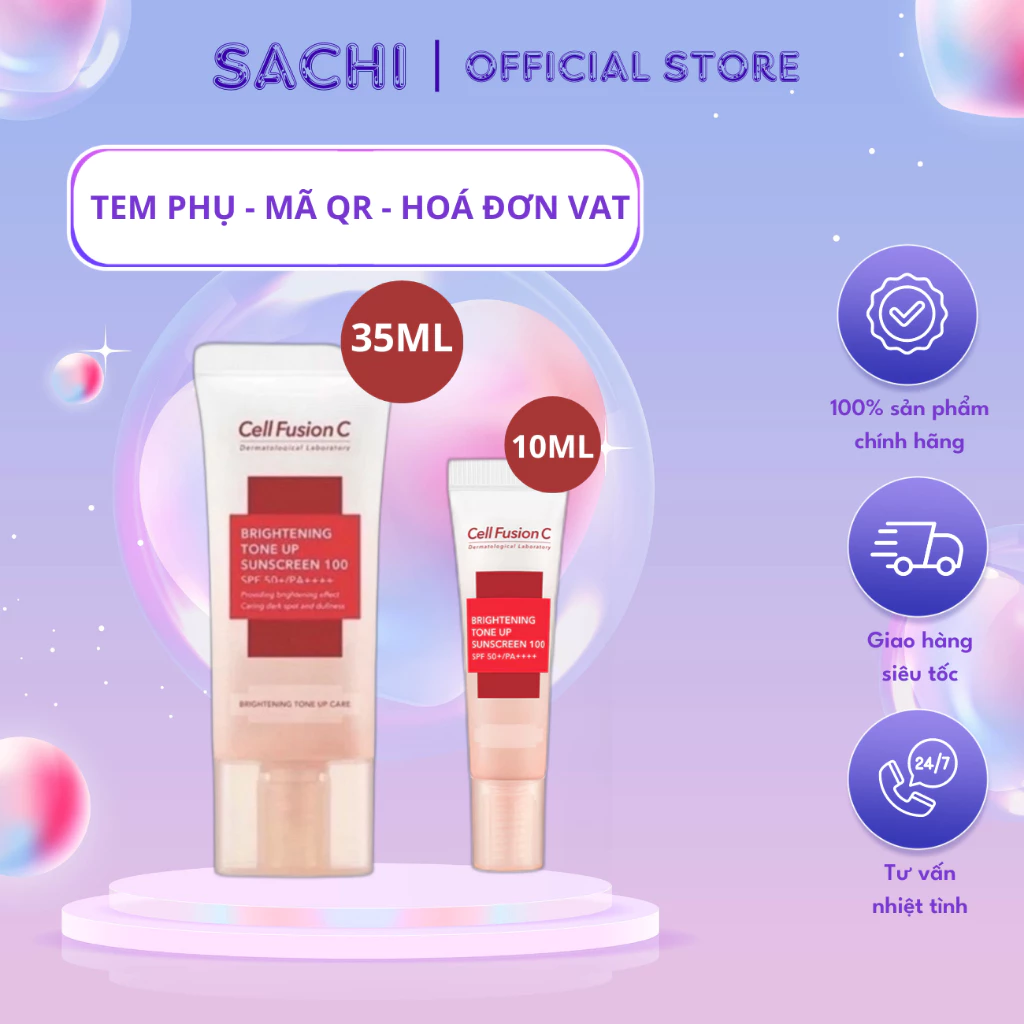 SACHI | OFFICIAL STORE
TEM PHỤ - MÃ QR - HOÁ ĐƠN VAT
35ML
10ML
Cell Fusion C
Dermatological Laboratory
BRIGHTENING
TONE UP
SUNSCREEN 100
SPF 50+/PA++++
Providing brightening effect
Caring dark spot and dullness
BRIGHTENING TONE UP CARE
Cell Fusion C
Dermatological Laboratory
BRIGHTENING
TONE UP
SUNSCREEN 100
SPF 50+/PA++++
100% sản phẩm
chính hãng
Giao hàng
siêu tốc
24/7
Tư vấn
nhiệt tình